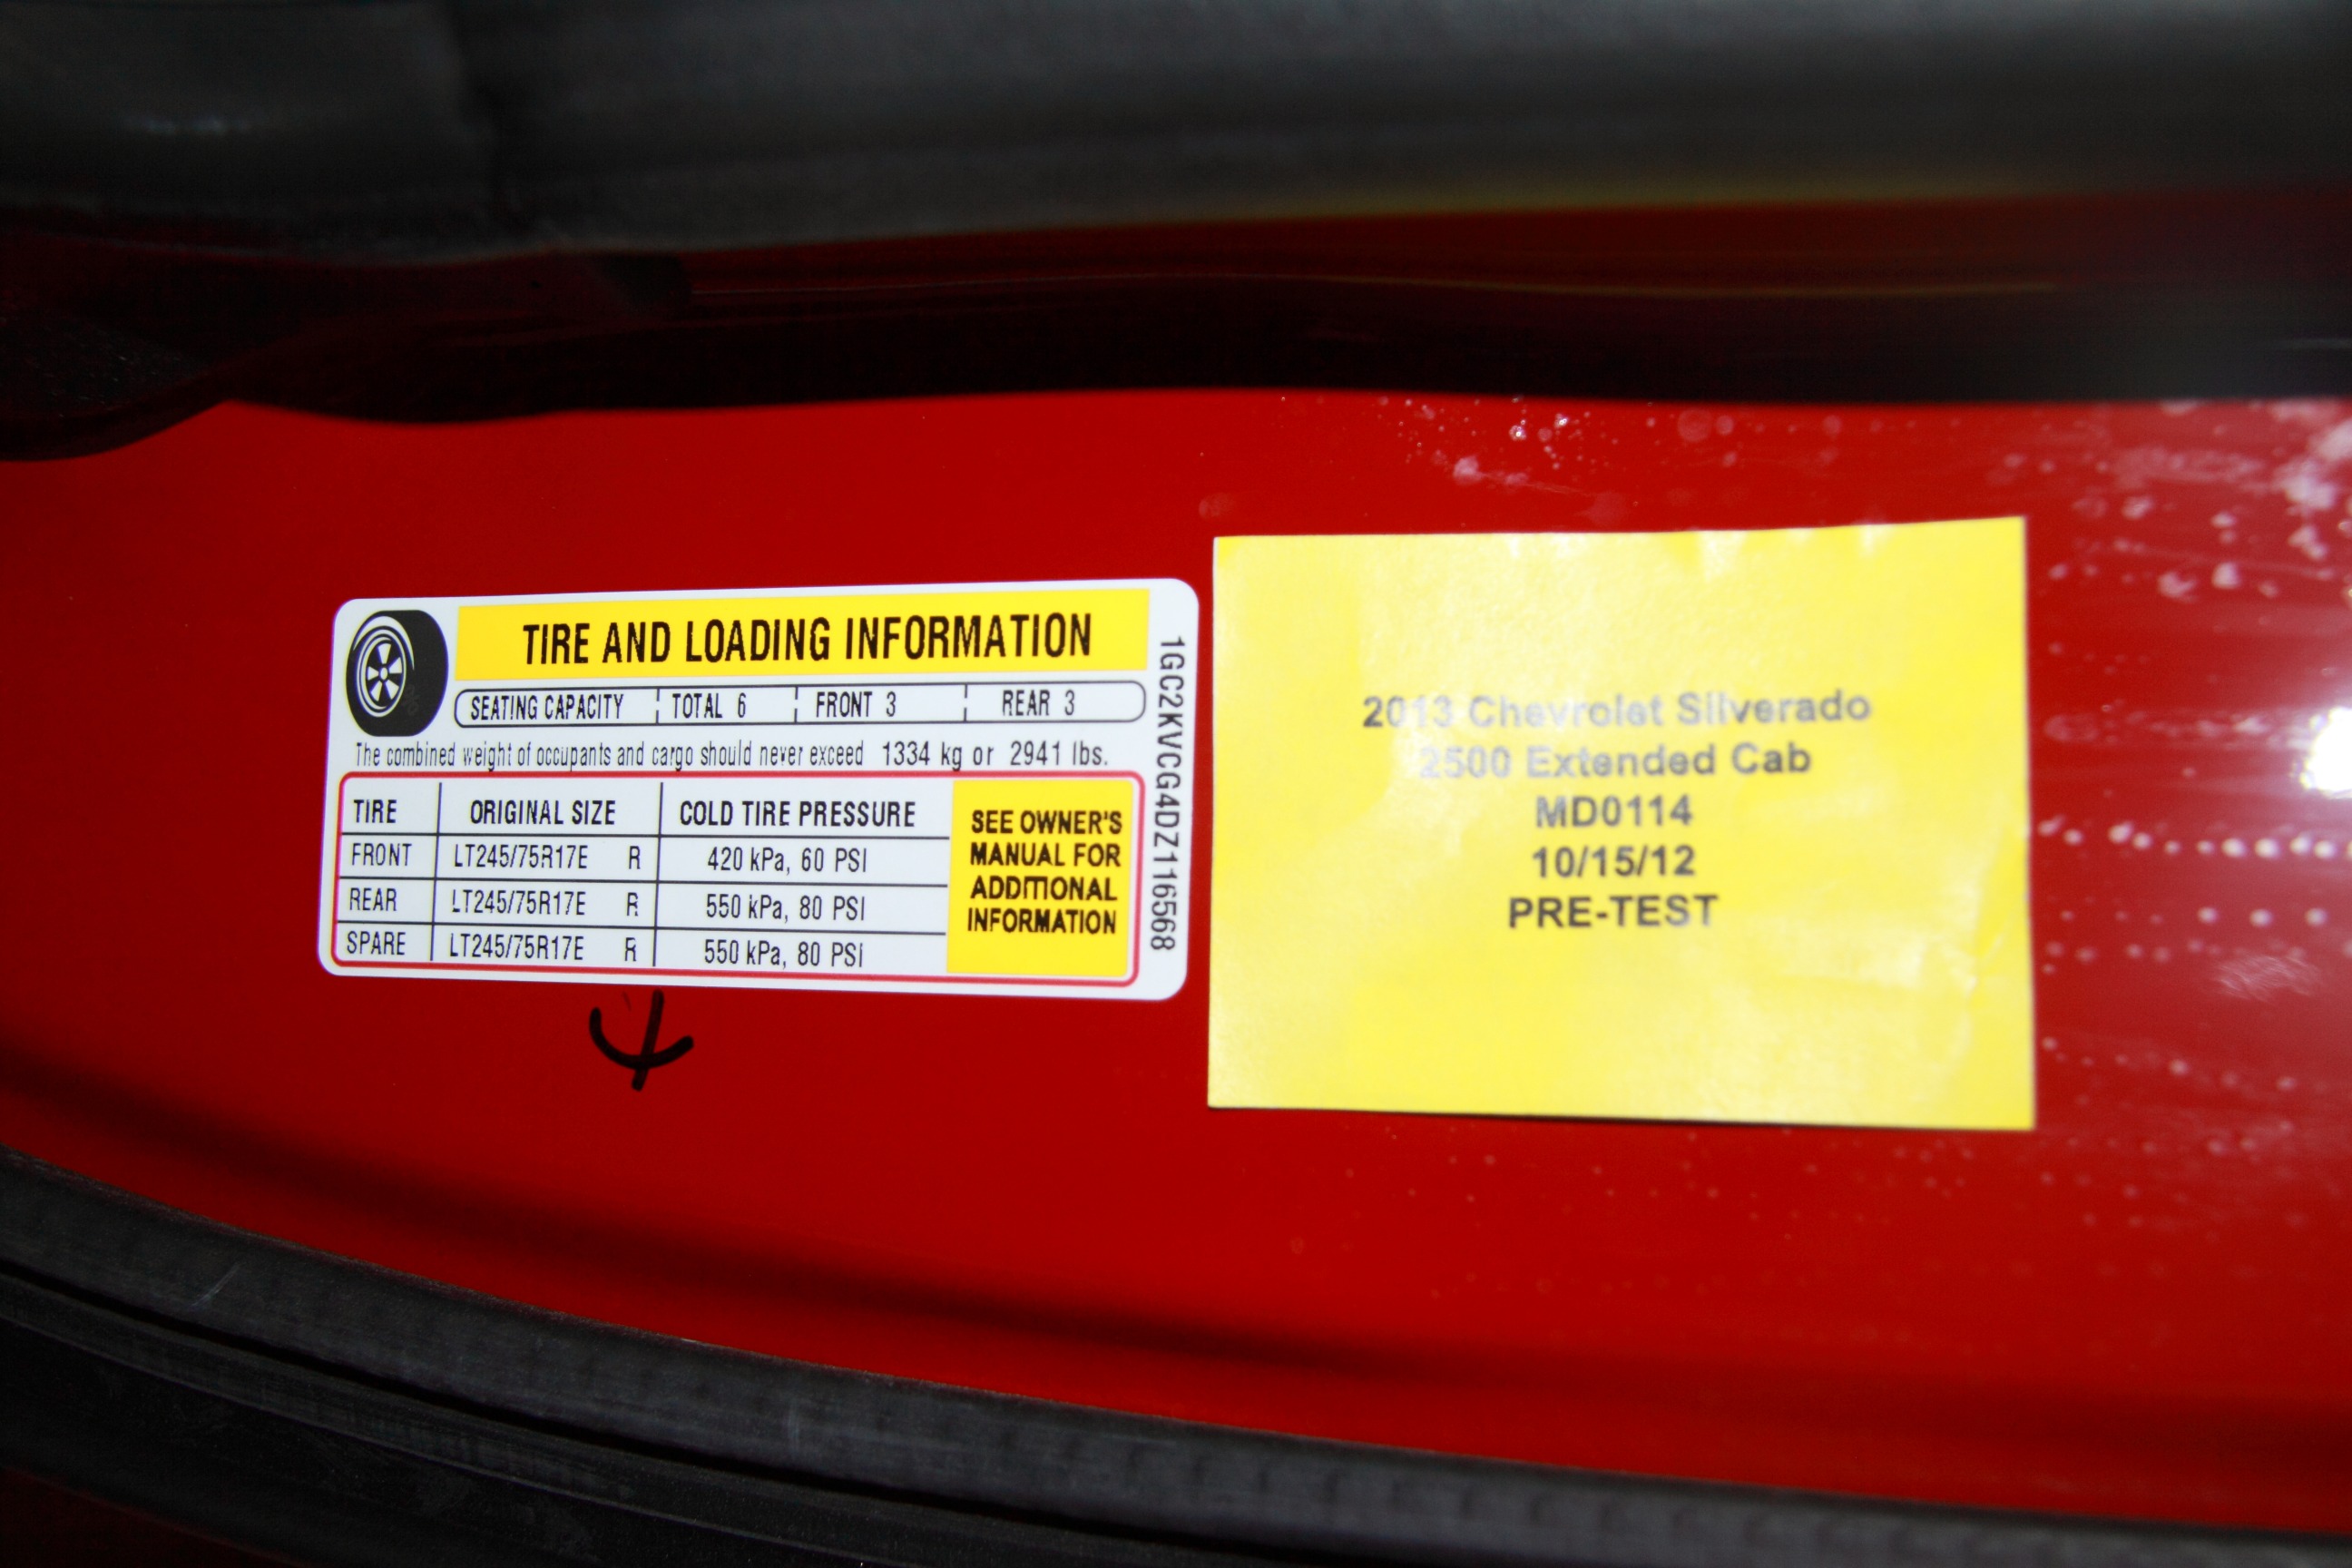 TIRE AND LOADING INFORMATION
SEATING CAPACITY TOTAL 6 FRONT 3 REAR 3
The combined weight of occupants and cargo should never exceed 1334 kg or 2941 lbs.
TIRE ORIGINAL SIZE COLD TIRE PRESSURE
FRONT LT245/75R17E R 420 kPa, 60 PSI
REAR LT245/75R17E R 550 kPa, 80 PSI
SPARE LT245/75R17E R 550 kPa, 80 PSI
SEE OWNER'S
MANUAL FOR
ADDITIONAL
INFORMATION
1GC2KVCG4DZ116568
2013 Chevrolet Silverado
2500 Extended Cab
MD0114
10/15/12
PRE-TEST